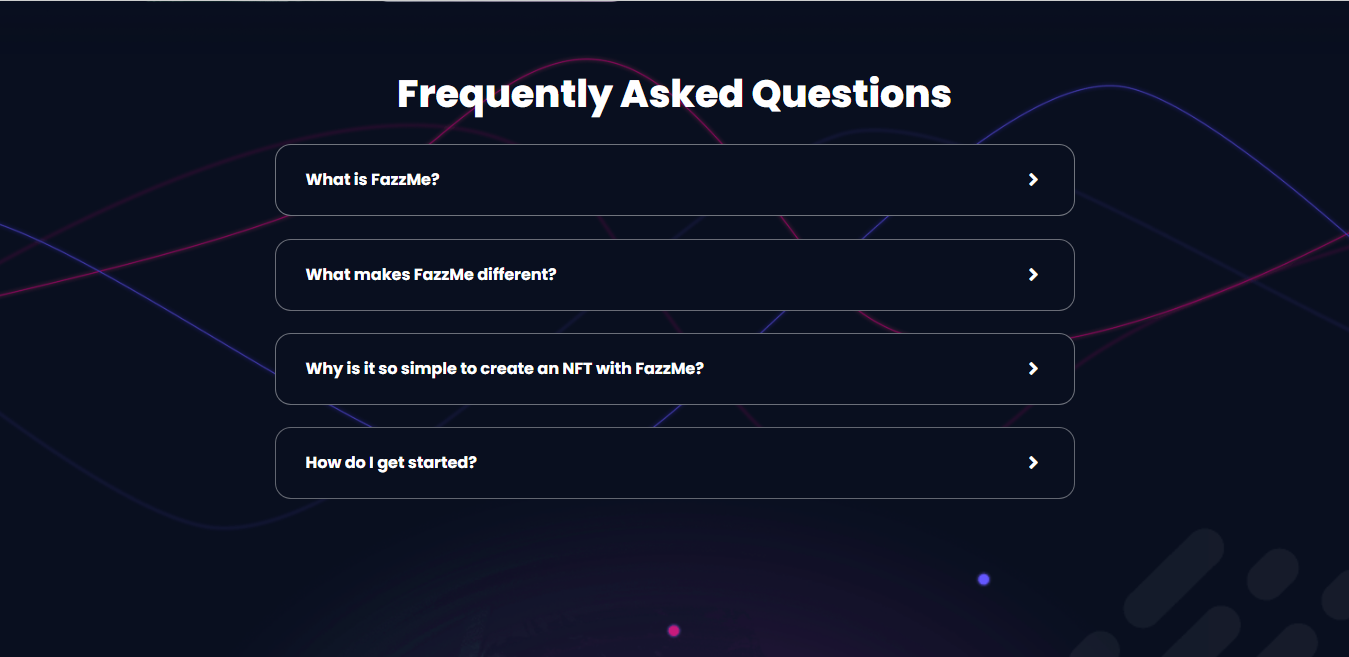 Frequently Asked Questions
What is FazzMe?
What makes FazzMe different?
Why is it so simple to create an NFT with FazzMe?
How do I get started?